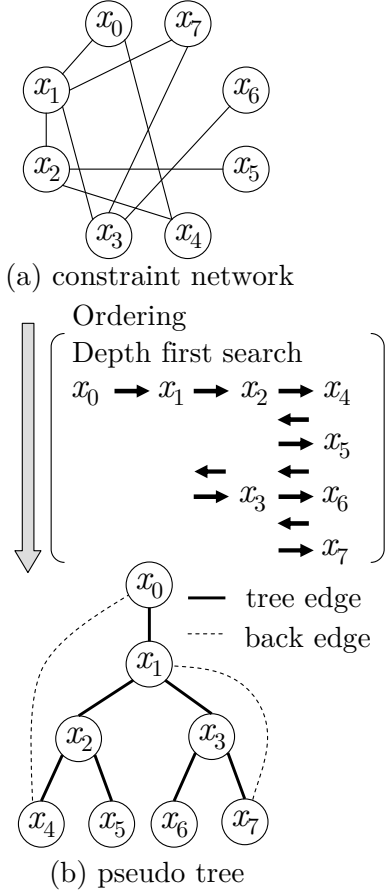 x0 x7
x1 x6
x2 x5
x3 x4
(a) constraint network
Ordering
Depth first search
x0 x1 x2 x4
x5
x3 x6
x7
x0
tree edge
back edge
x1
x2 x3
x4 x5 x6 x7
(b) pseudo tree